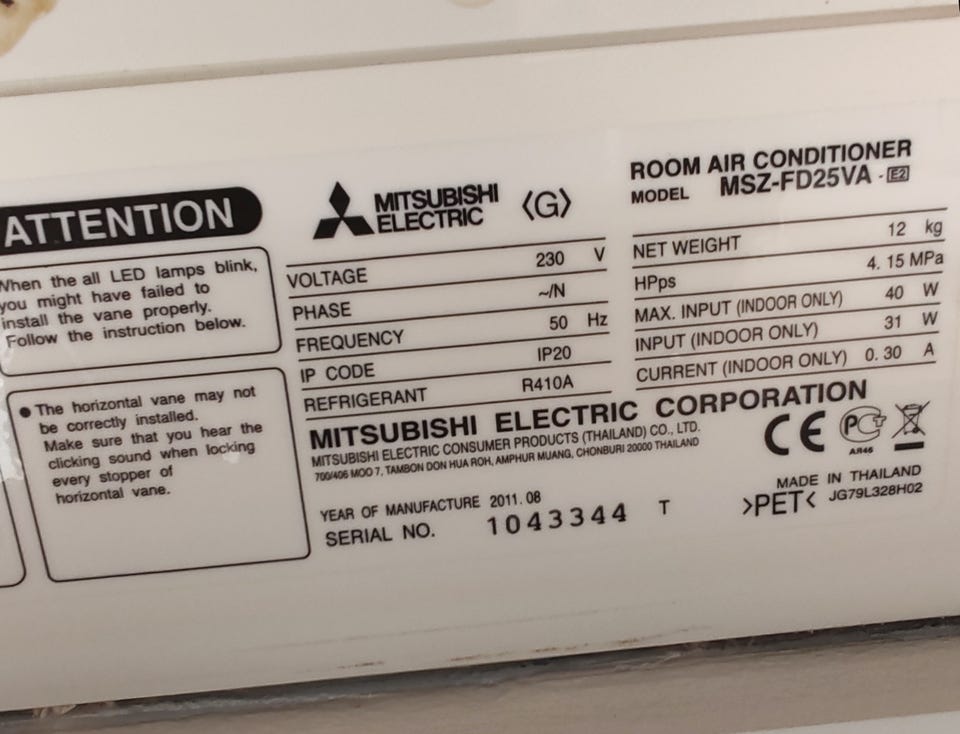 ATTENTION
When the all LED lamps blink,
you might have failed to
install the vane properly.
Follow the instruction below.
● The horizontal vane may not
be correctly installed.
Make sure that you hear the
clicking sound when locking
every stopper of
horizontal vane.
MITSUBISHI
ELECTRIC
〈G〉
ROOM AIR CONDITIONER
MODEL MSZ-FD25VA - E2
VOLTAGE 230 V
PHASE ~/N
FREQUENCY 50 Hz
IP CODE IP20
REFRIGERANT R410A
NET WEIGHT 12 kg
HPps 4.15 MPa
MAX. INPUT (INDOOR ONLY) 40 W
INPUT (INDOOR ONLY) 31 W
CURRENT (INDOOR ONLY) 0.30 A
MITSUBISHI ELECTRIC CORPORATION
MITSUBISHI ELECTRIC CONSUMER PRODUCTS (THAILAND) CO., LTD.
700/406 MOO 7, TAMBON DON HUA ROH, AMPHUR MUANG, CHONBURI 20000 THAILAND
CE
АЯ46
YEAR OF MANUFACTURE 2011.08
SERIAL NO. 1043344 T
MADE IN THAILAND
>PET< JG79L328H02